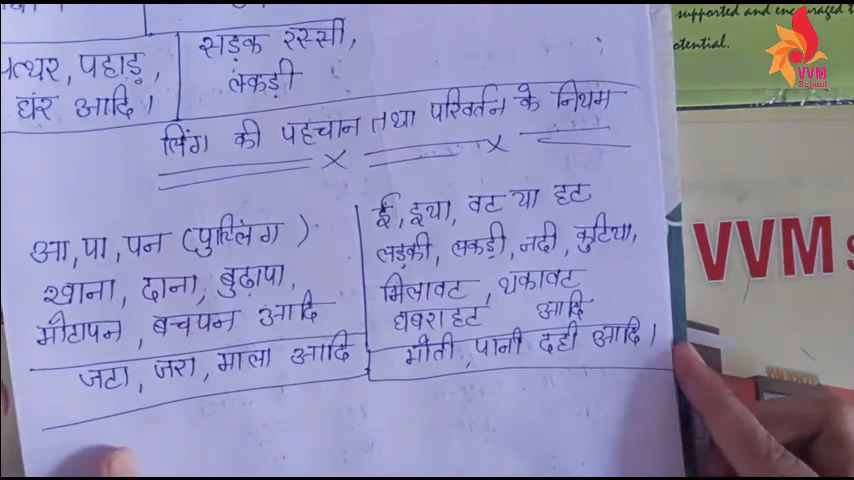 supported and encouraged t
otential.
VVM
School
पत्थर, पहाड़,
घर आदि।
सड़क रस्सी,
लकड़ी
लिंग की पहचान तथा परिवर्तन के नियम
आ, पा, पन (पुल्लिंग)
खाना, दाना, बुढ़ापा,
मोटापन, बचपन आदि
जटा, जरा, माला आदि
ई, इया, वट या हट
लड़की, लकड़ी, नदी, कुटिया,
मिलावट, थकावट
घबराहट आदि
मोती, पानी दही आदि।
VVM S